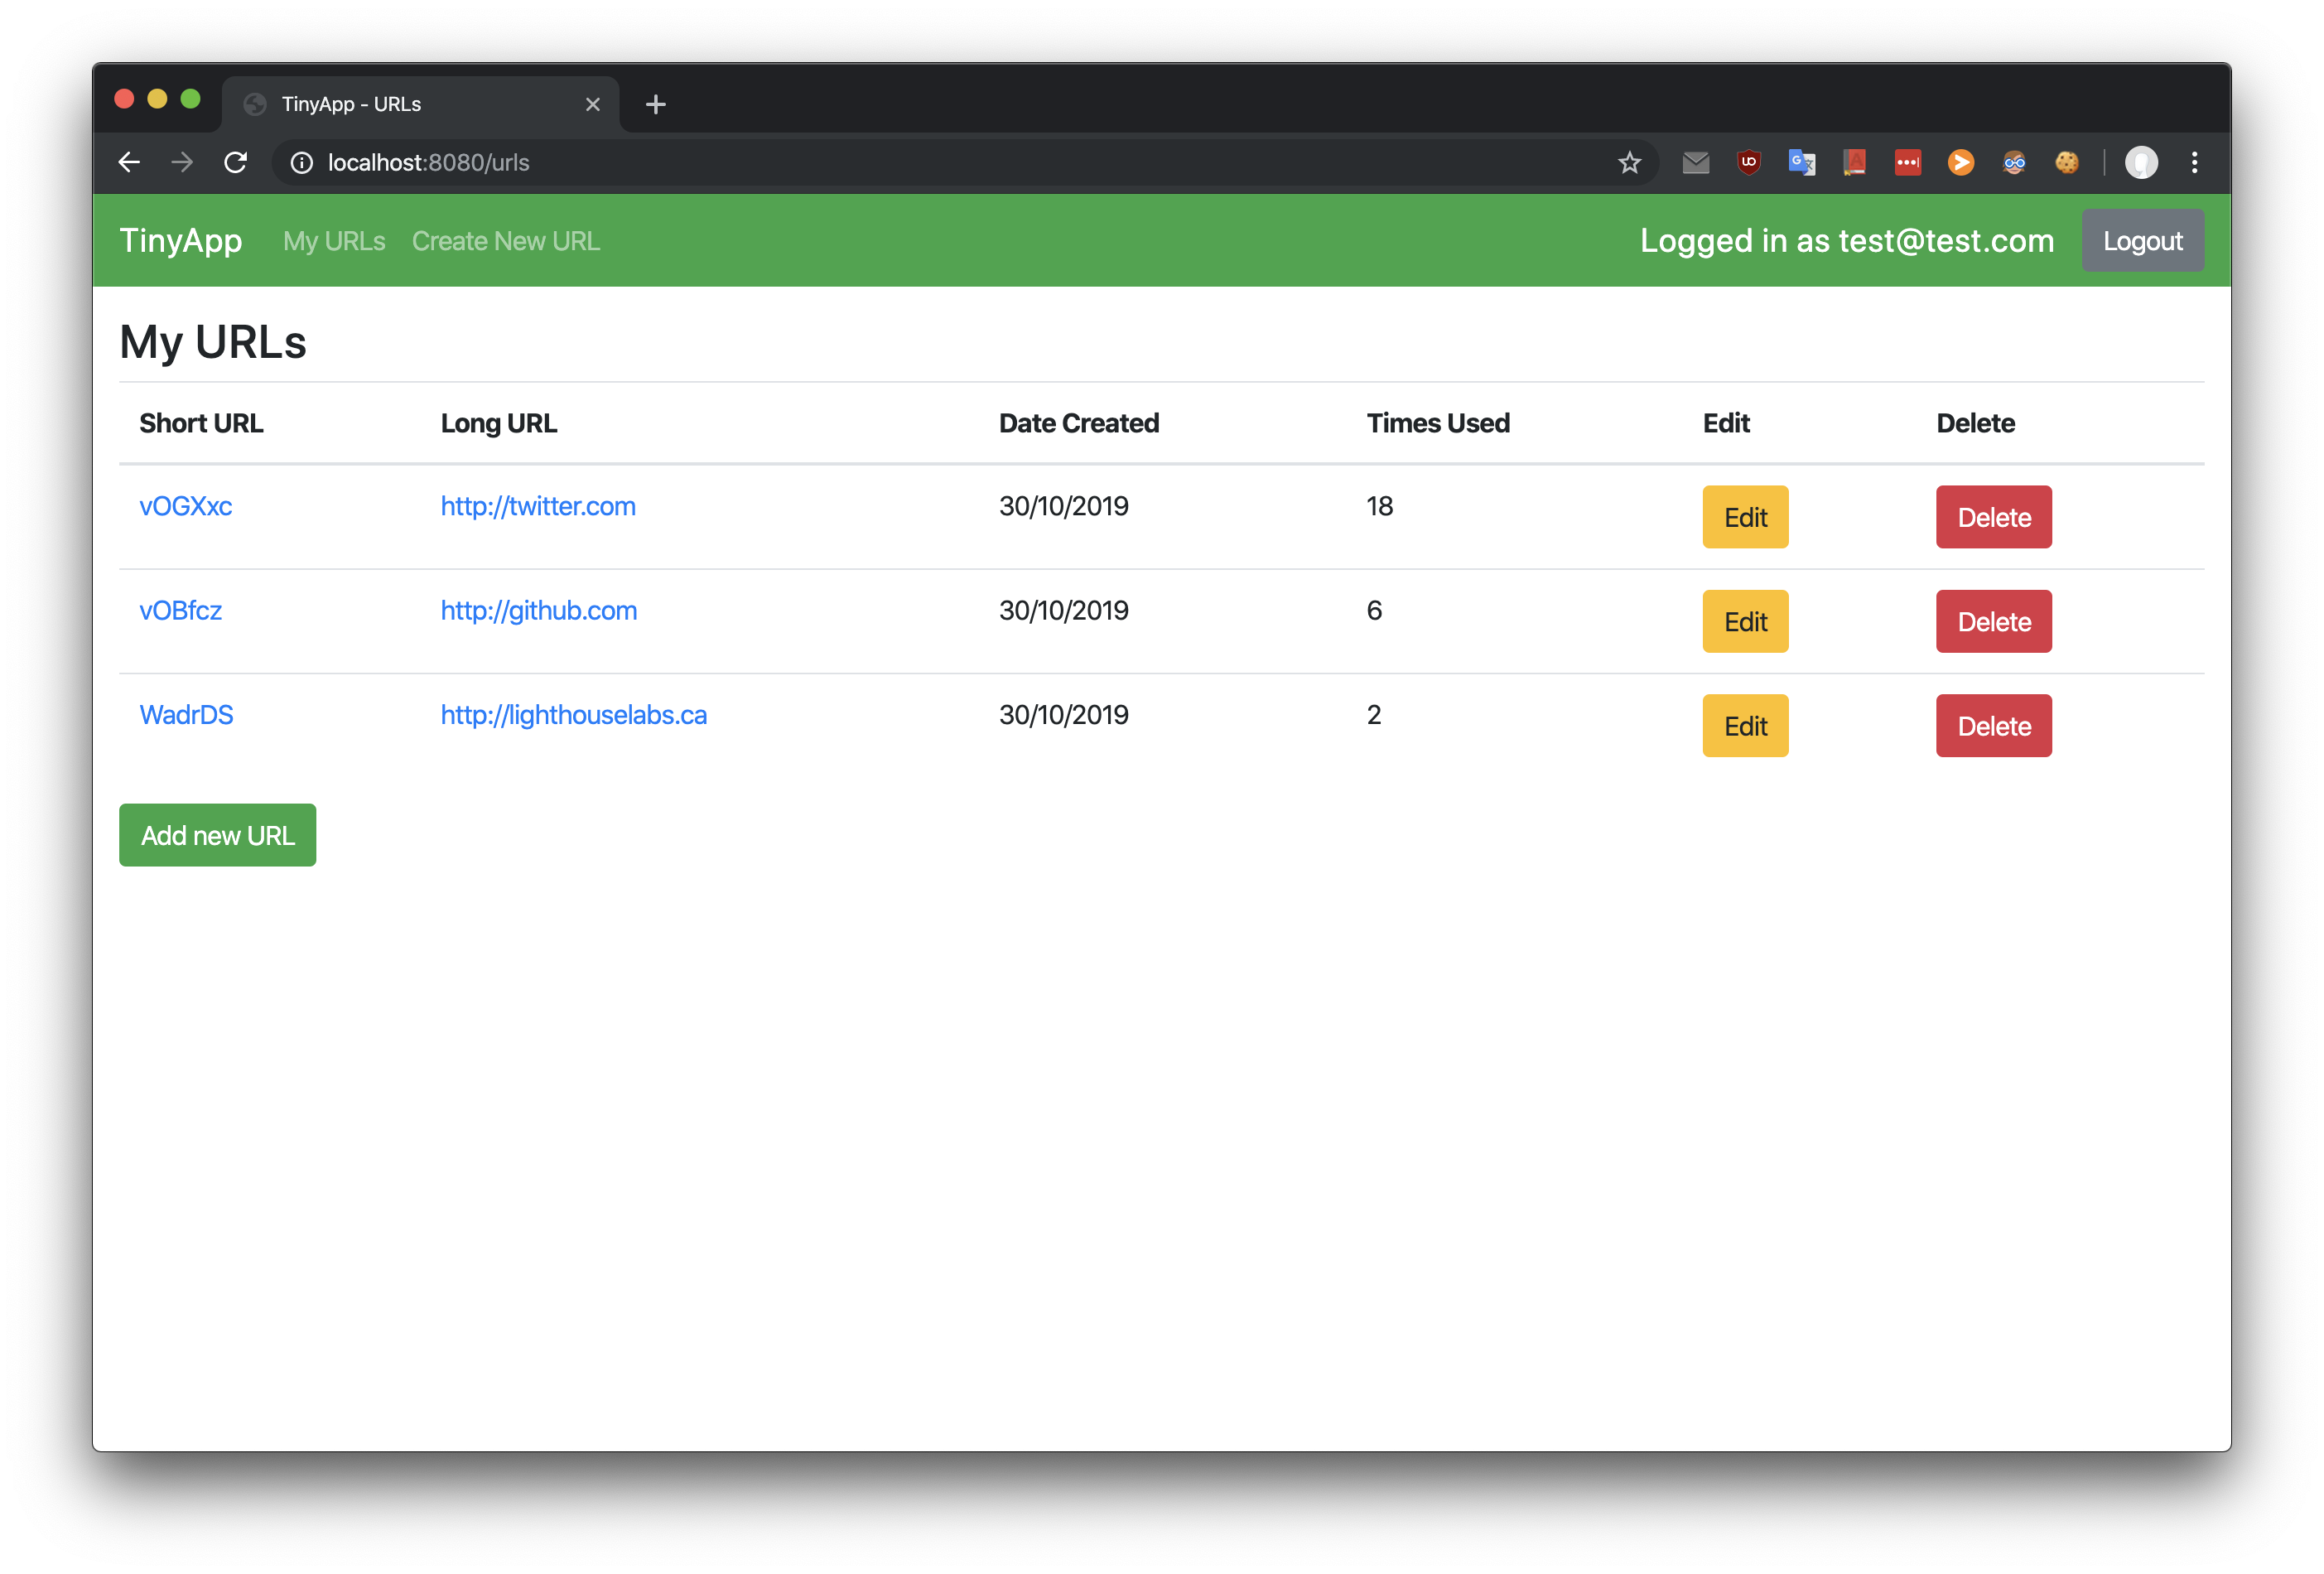 TinyApp - URLs
localhost:8080/urls
TinyApp My URLs Create New URL Logged in as test@test.com Logout
My URLs
Short URL Long URL Date Created Times Used Edit Delete
vOGXxc http://twitter.com 30/10/2019 18 Edit Delete
vOBfcz http://github.com 30/10/2019 6 Edit Delete
WadrDS http://lighthouselabs.ca 30/10/2019 2 Edit Delete
Add new URL